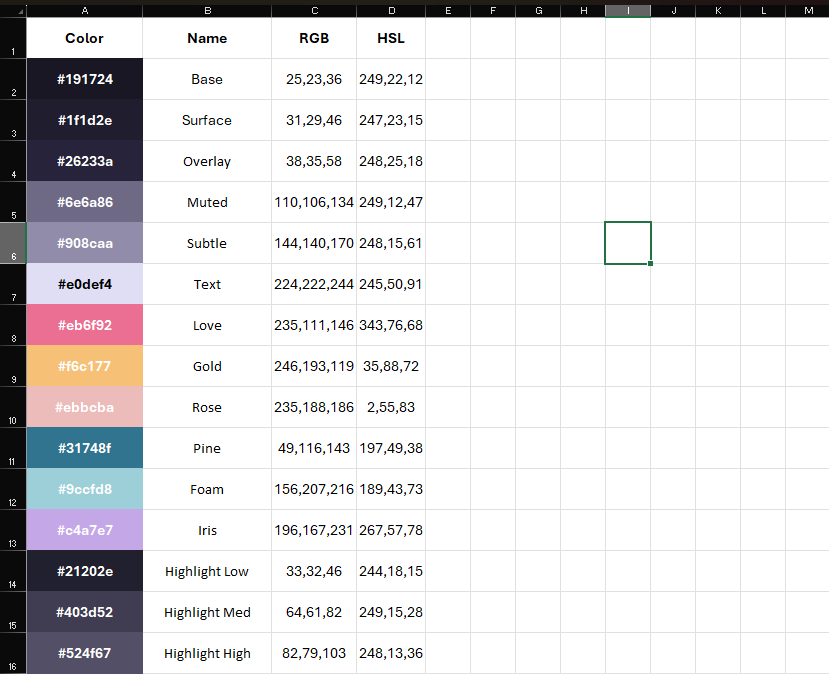 A B C D E F G H I J K L M
1 Color Name RGB HSL
2 #191724 Base 25,23,36 249,22,12
3 #1f1d2e Surface 31,29,46 247,23,15
4 #26233a Overlay 38,35,58 248,25,18
5 #6e6a86 Muted 110,106,134 249,12,47
6 #908caa Subtle 144,140,170 248,15,61
7 #e0def4 Text 224,222,244 245,50,91
8 #eb6f92 Love 235,111,146 343,76,68
9 #f6c177 Gold 246,193,119 35,88,72
10 #ebbcba Rose 235,188,186 2,55,83
11 #31748f Pine 49,116,143 197,49,38
12 #9ccfd8 Foam 156,207,216 189,43,73
13 #c4a7e7 Iris 196,167,231 267,57,78
14 #21202e Highlight Low 33,32,46 244,18,15
15 #403d52 Highlight Med 64,61,82 249,15,28
16 #524f67 Highlight High 82,79,103 248,13,36